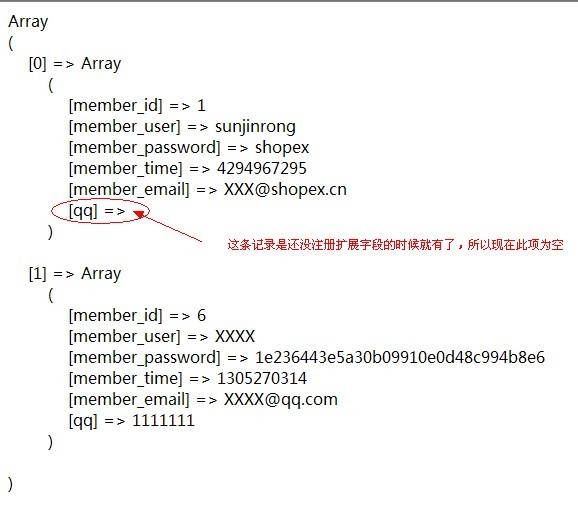 Array
(
[0] => Array
(
[member_id] => 1
[member_user] => sunjinrong
[member_password] => shopex
[member_time] => 4294967295
[member_email] => XXX@shopex.cn
[qq] =>
这条记录是还没注册扩展字段的时候就有了，所以现在此项为空
)
[1] => Array
(
[member_id] => 6
[member_user] => XXXX
[member_password] => 1e236443e5a30b09910e0d48c994b8e6
[member_time] => 1305270314
[member_email] => XXXX@qq.com
[qq] => 1111111
)
)